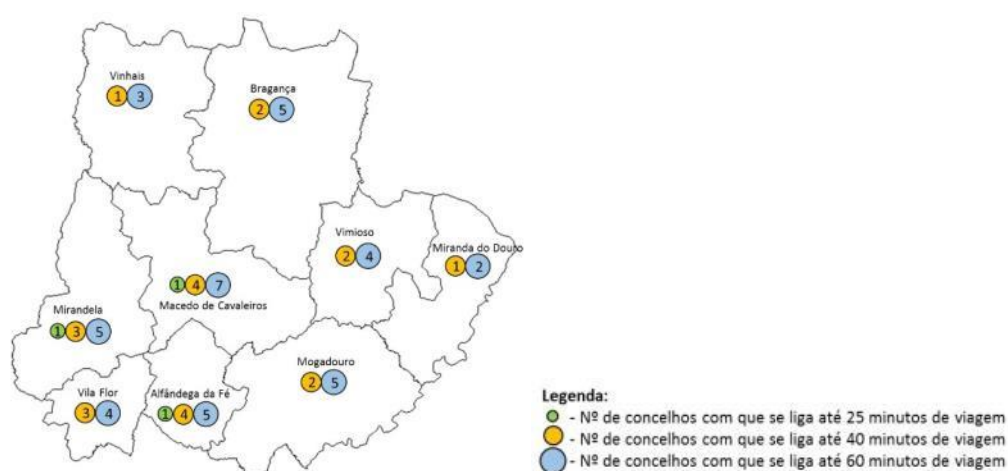 Vinhais
1 3
Bragança
2 5
Vimioso
2 4
Miranda do Douro
1 2
1 4 7
Macedo de Cavaleiros
Mirandela
1 3 5
Mogadouro
2 5
Vila Flor
3 4
Alfândega da Fé
1 4 5
Legenda:
- Nº de concelhos com que se liga até 25 minutos de viagem
- Nº de concelhos com que se liga até 40 minutos de viagem
- Nº de concelhos com que se liga até 60 minutos de viagem